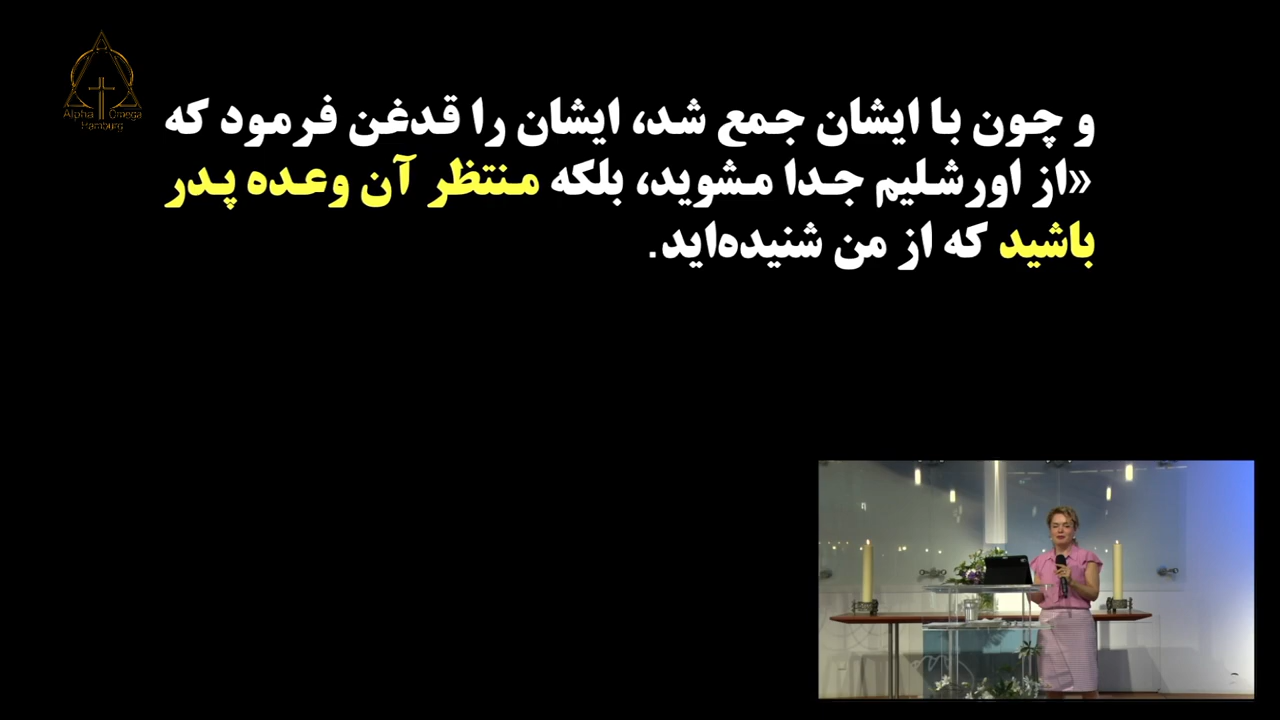 Alpha Omega
Hamburg
و چون با ایشان جمع شد، ایشان را قدغن فرمود که
«از اورشلیم جدا مشوید، بلکه منتظر آن وعده پدر
باشید که از من شنیده‌اید.